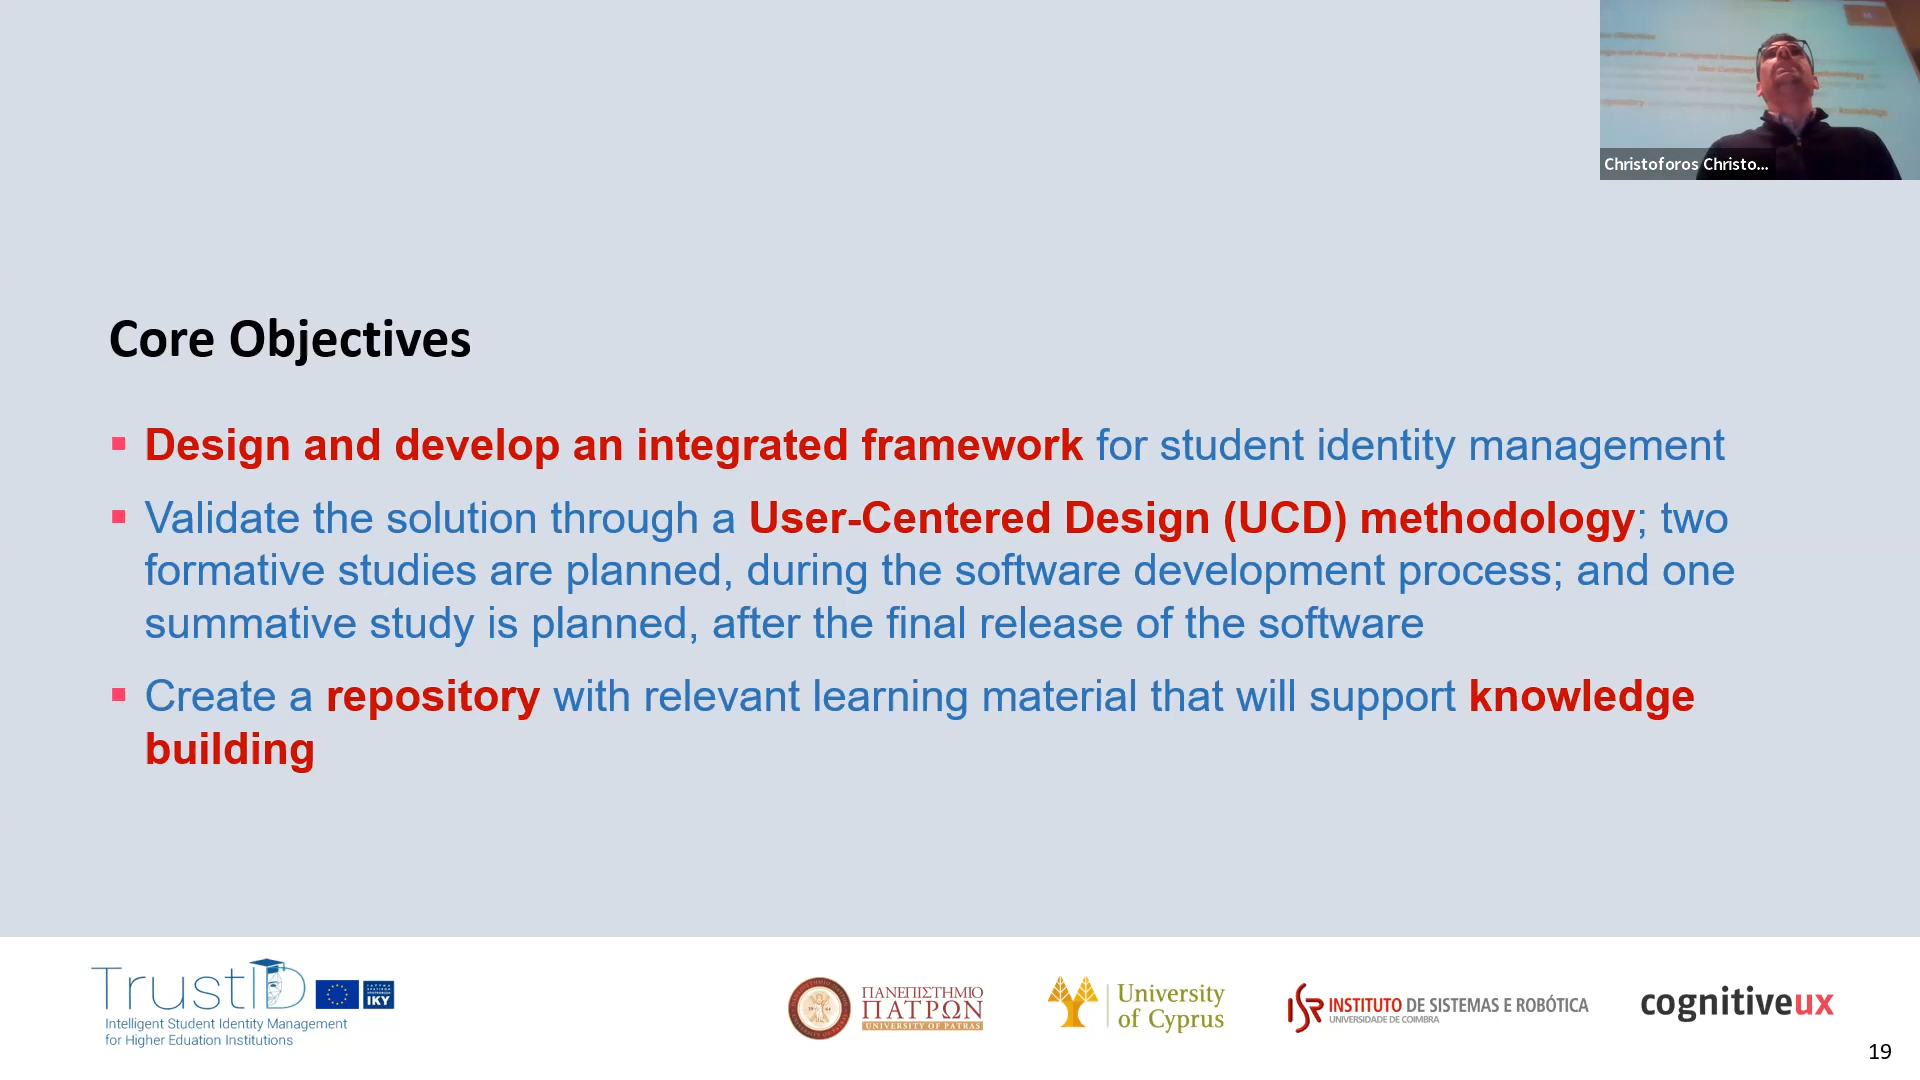 Christoforos Christo...
Core Objectives
Design and develop an integrated framework for student identity management
Validate the solution through a User-Centered Design (UCD) methodology; two
formative studies are planned, during the software development process; and one
summative study is planned, after the final release of the software
Create a repository with relevant learning material that will support knowledge
building
TrustID
IKY
Intelligent Student Identity Management
for Higher Eduation Institutions
ΠΑΝΕΠΙΣΤΗΜΙΟ
ΠΑΤΡΩΝ
UNIVERSITY OF PATRAS
University
of Cyprus
ISR INSTITUTO DE SISTEMAS E ROBÓTICA
UNIVERSIDADE DE COIMBRA
cognitiveux
19